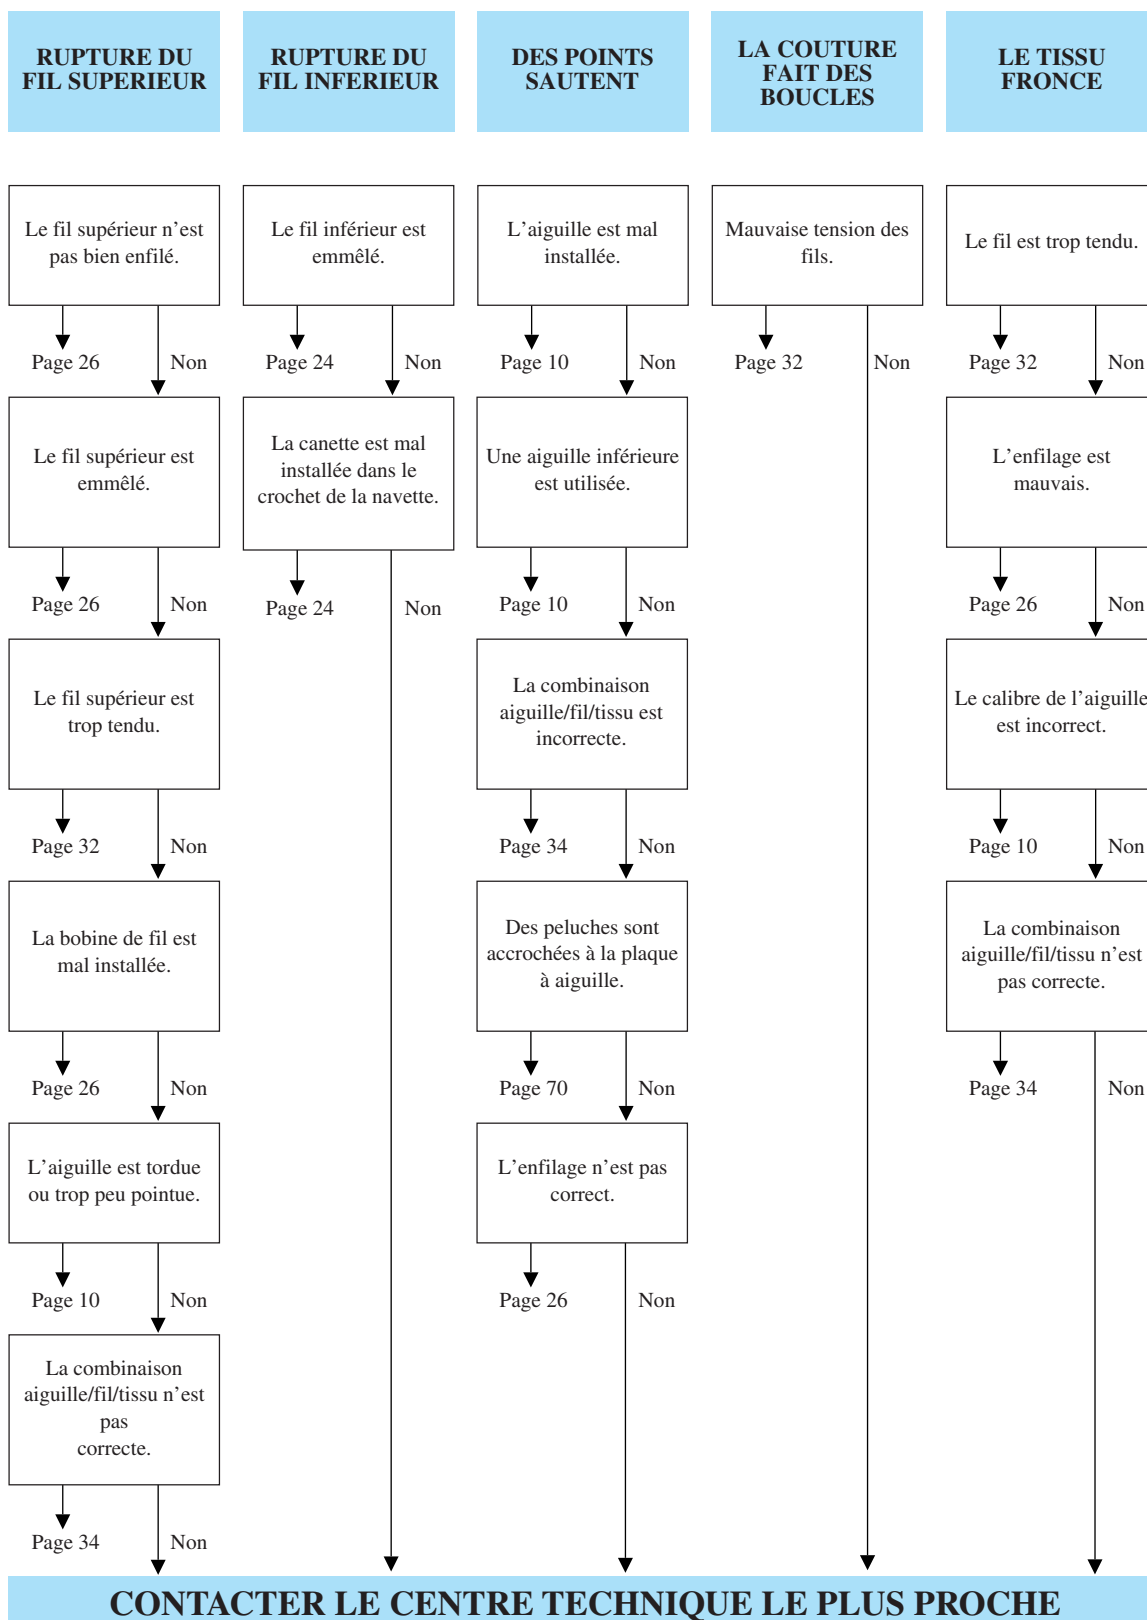 RUPTURE DU
FIL SUPERIEUR
Le fil supérieur n'est
pas bien enfilé.
Page 26
Non
Le fil supérieur est
emmêlé.
Page 26
Non
Le fil supérieur est
trop tendu.
Page 32
Non
La bobine de fil est
mal installée.
Page 26
Non
L'aiguille est tordue
ou trop peu pointue.
Page 10
Non
La combinaison
aiguille/fil/tissu n'est
pas
correcte.
Page 34
Non
RUPTURE DU
FIL INFERIEUR
Le fil inférieur est
emmêlé.
Page 24
Non
La canette est mal
installée dans le
crochet de la navette.
Page 24
Non
DES POINTS
SAUTENT
L'aiguille est mal
installée.
Page 10
Non
Une aiguille inférieure
est utilisée.
Page 10
Non
La combinaison
aiguille/fil/tissu est
incorrecte.
Page 34
Non
Des peluches sont
accrochées à la plaque
à aiguille.
Page 70
Non
L'enfilage n'est pas
correct.
Page 26
Non
LA COUTURE
FAIT DES
BOUCLES
Mauvaise tension des
fils.
Page 32
Non
LE TISSU
FRONCE
Le fil est trop tendu.
Page 32
Non
L'enfilage est
mauvais.
Page 26
Non
Le calibre de l'aiguille
est incorrect.
Page 10
Non
La combinaison
aiguille/fil/tissu n'est
pas correcte.
Page 34
Non
CONTACTER LE CENTRE TECHNIQUE LE PLUS PROCHE